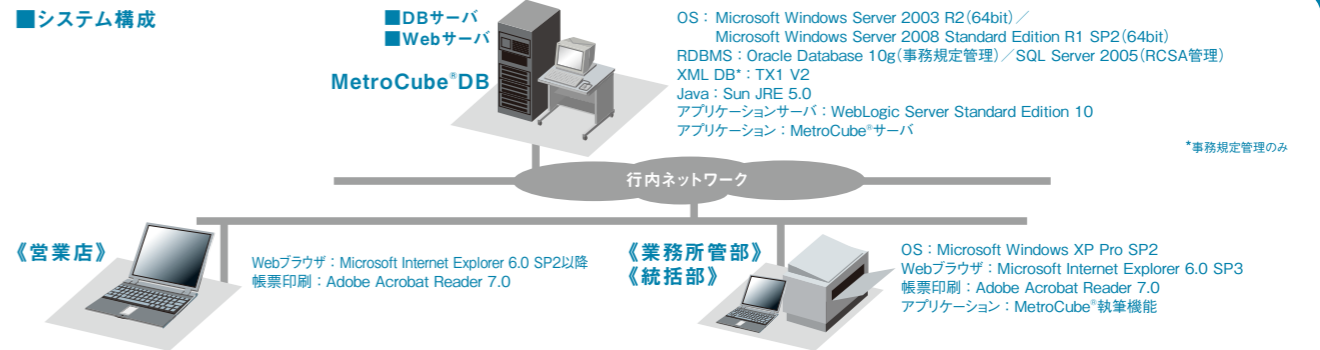 ■システム構成
■DBサーバ
■Webサーバ
MetroCube®DB
OS：Microsoft Windows Server 2003 R2（64bit）／
Microsoft Windows Server 2008 Standard Edition R1 SP2（64bit）
RDBMS：Oracle Database 10g（事務規定管理）／SQL Server 2005（RCSA管理）
XML DB*：TX1 V2
Java：Sun JRE 5.0
アプリケーションサーバ：WebLogic Server Standard Edition 10
アプリケーション：MetroCube®サーバ
*事務規定管理のみ
行内ネットワーク
《営業店》
Webブラウザ：Microsoft Internet Explorer 6.0 SP2以降
帳票印刷：Adobe Acrobat Reader 7.0
《業務所管部》
《統括部》
OS：Microsoft Windows XP Pro SP2
Webブラウザ：Microsoft Internet Explorer 6.0 SP3
帳票印刷：Adobe Acrobat Reader 7.0
アプリケーション：MetroCube®執筆機能